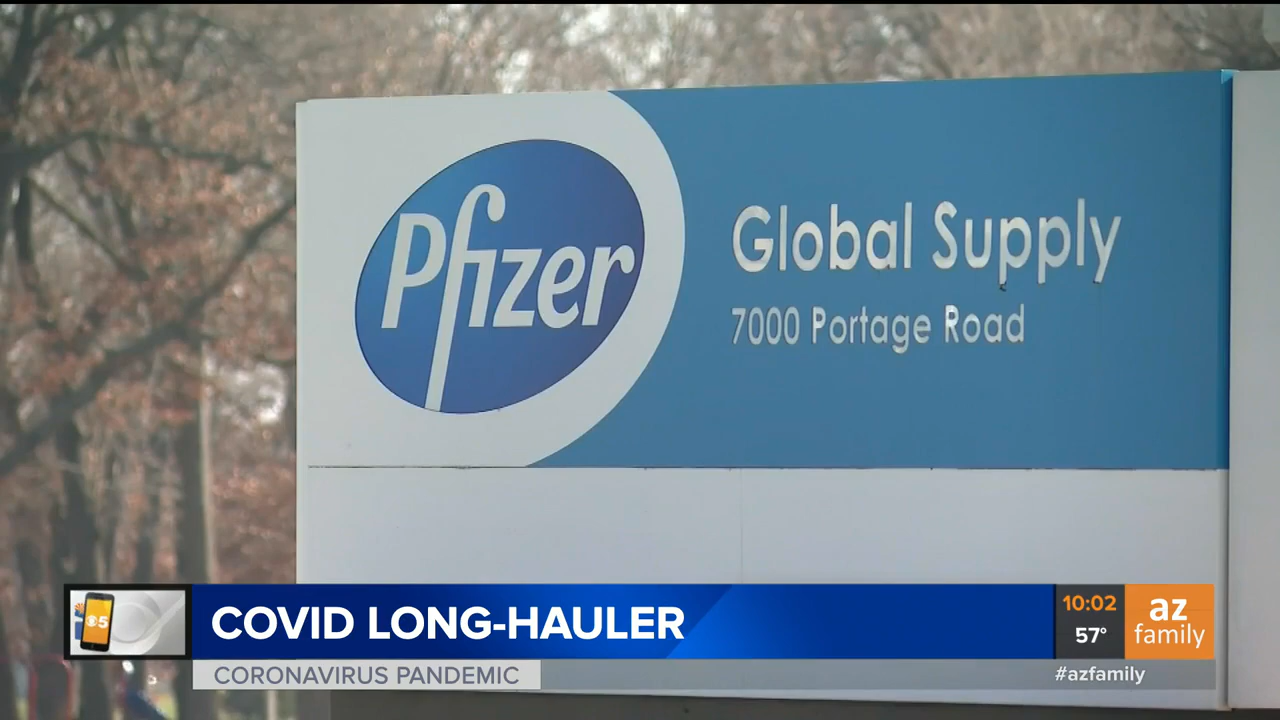 Pfizer
Global Supply
7000 Portage Road
5
COVID LONG-HAULER
CORONAVIRUS PANDEMIC
10:02
57°
az
family
#azfamily